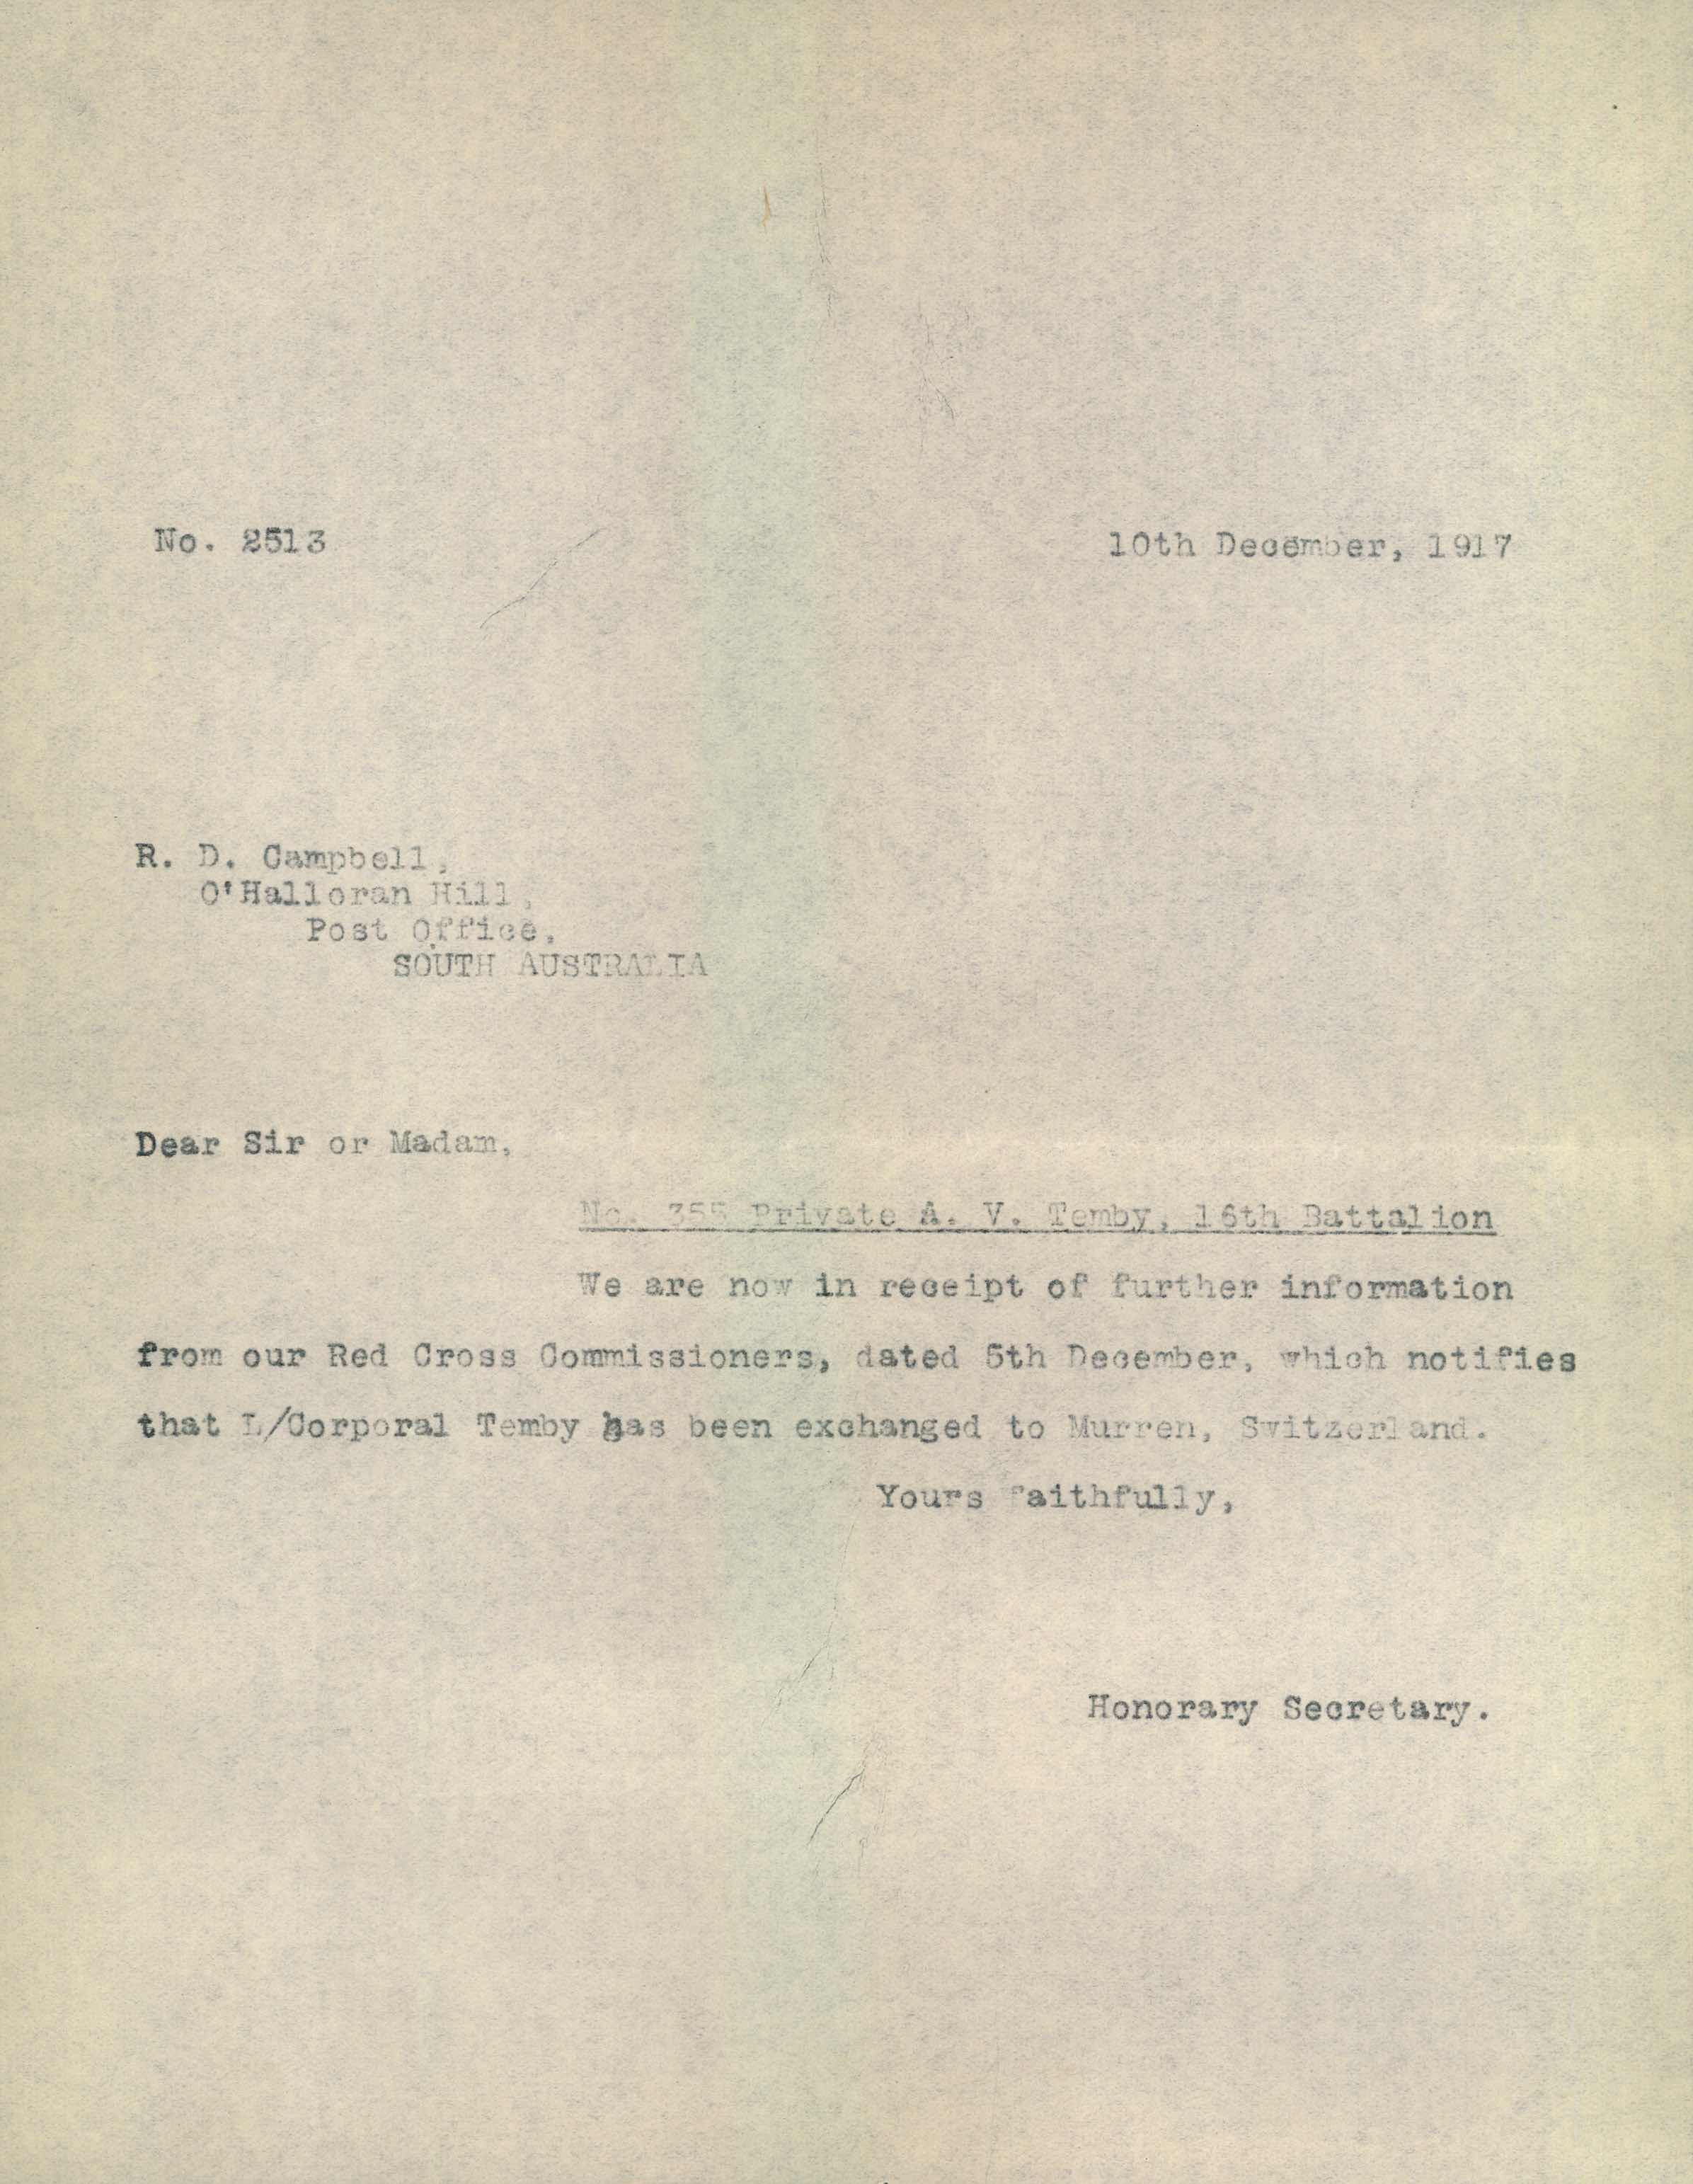 No. 2513
10th December, 1917
R. D. Campbell,
O'Halloran Hill,
Post Office,
SOUTH AUSTRALIA
Dear Sir or Madam,
No. 355 Private A. V. Temby, 16th Battalion
We are now in receipt of further information
from our Red Cross Commissioners, dated 5th December, which notifies
that L/Corporal Temby has been exchanged to Murren, Switzerland.
Yours faithfully,
Honorary Secretary.